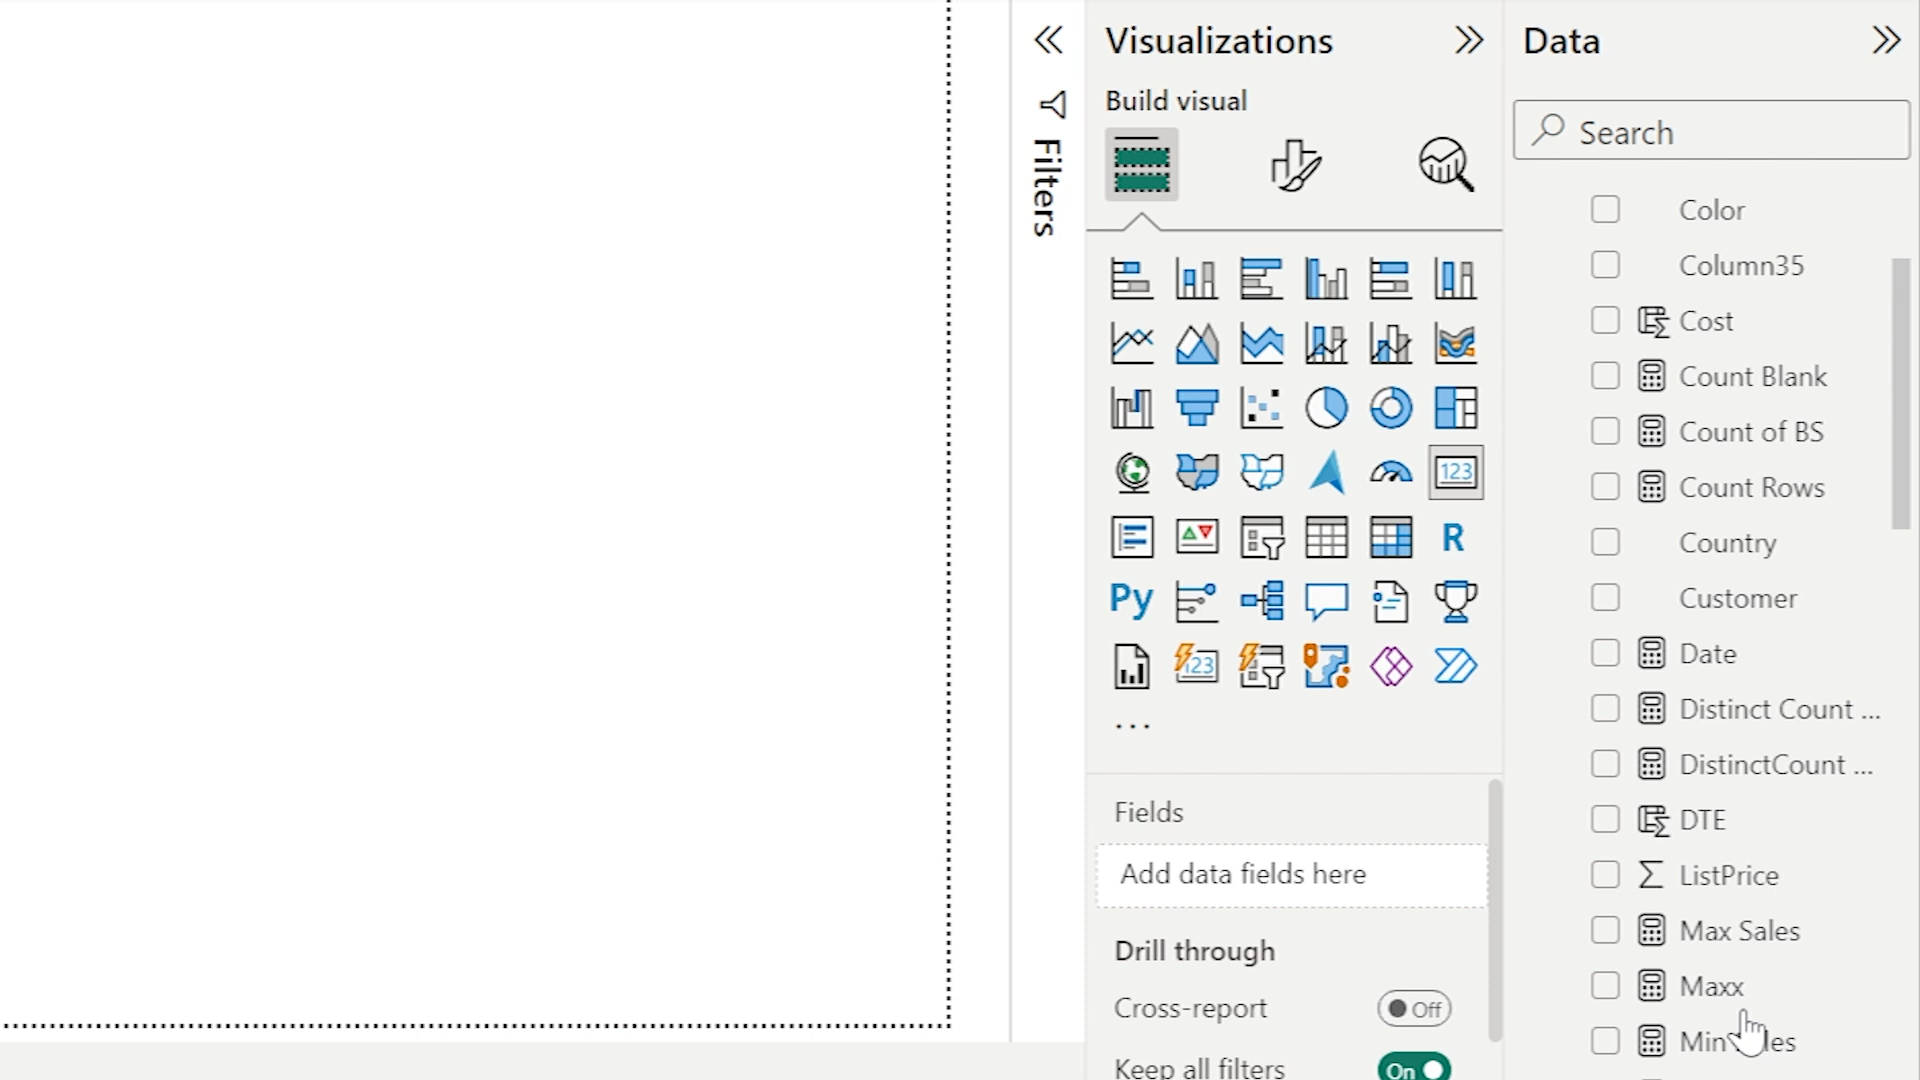 Filters
Visualizations
Build visual
123
R
Py
123
...
Fields
Add data fields here
Drill through
Cross-report
Off
Keep all filters
On
Data
Search
Color
Column35
Cost
Count Blank
Count of BS
Count Rows
Country
Customer
Date
Distinct Count ...
DistinctCount ...
DTE
ListPrice
Max Sales
Maxx